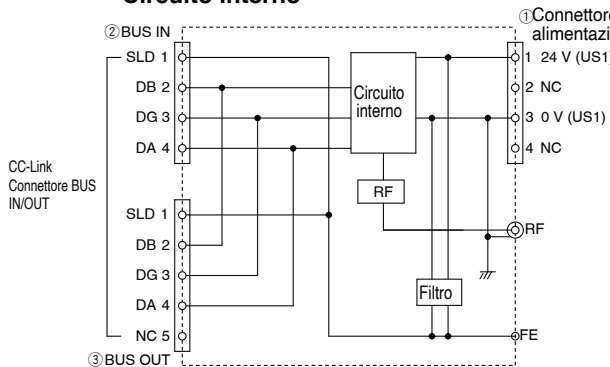 Circuito interno
①Connettore
alimentazi
②BUS IN
SLD 1
DB 2
DG 3
DA 4
CC-Link
Connettore BUS
IN/OUT
SLD 1
DB 2
DG 3
DA 4
NC 5
③BUS OUT
Circuito
interno
RF
Filtro
1 24 V (US1)
2 NC
3 0 V (US1)
4 NC
RF
FE